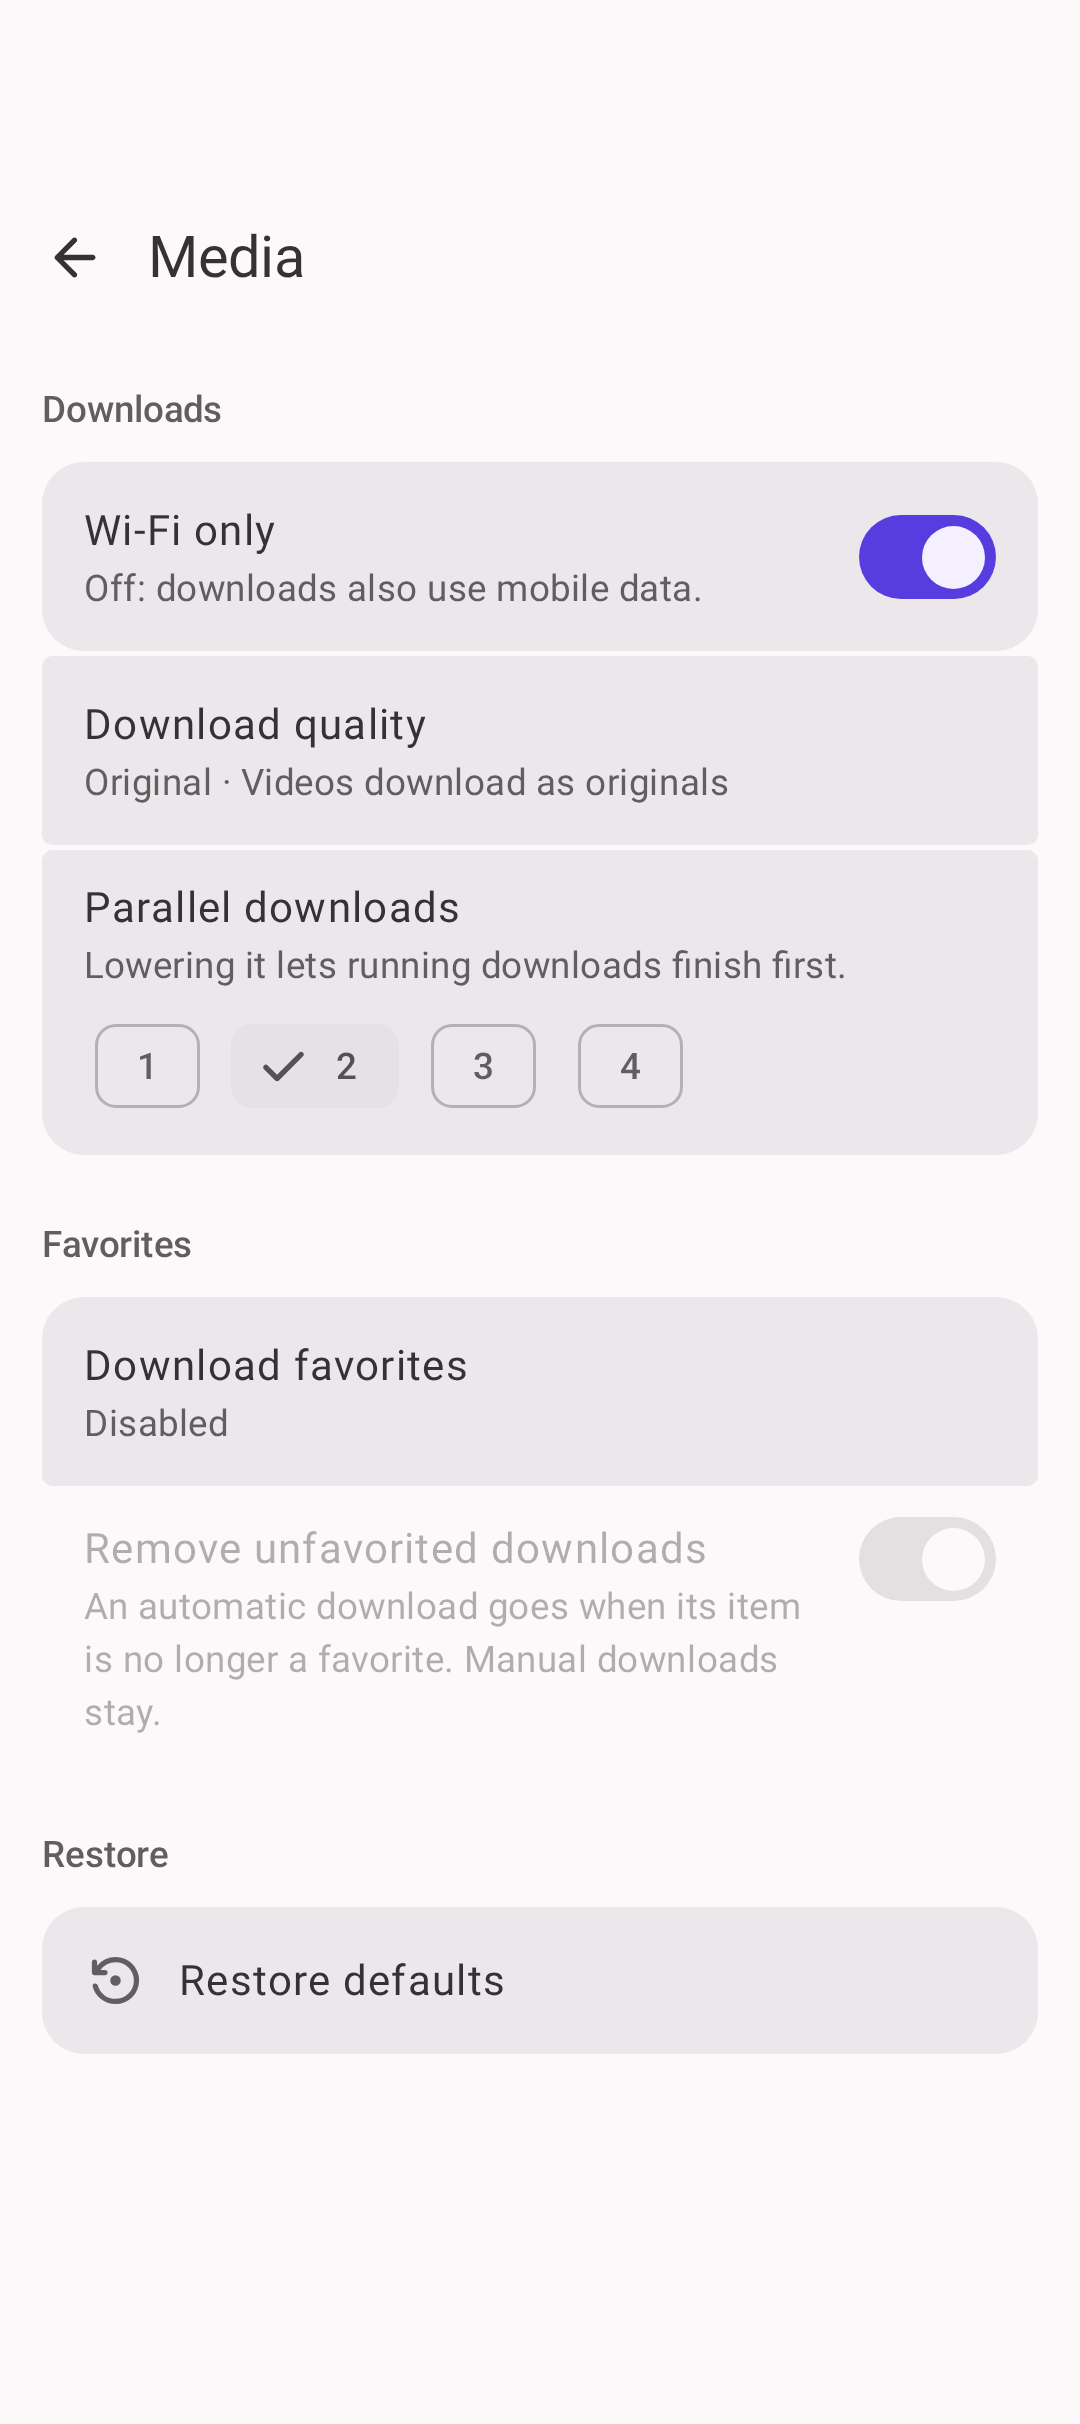 Media
Downloads
Wi-Fi only
Off: downloads also use mobile data.
Download quality
Original · Videos download as originals
Parallel downloads
Lowering it lets running downloads finish first.
1 2 3 4
Favorites
Download favorites
Disabled
Remove unfavorited downloads
An automatic download goes when its item
is no longer a favorite. Manual downloads
stay.
Restore
Restore defaults